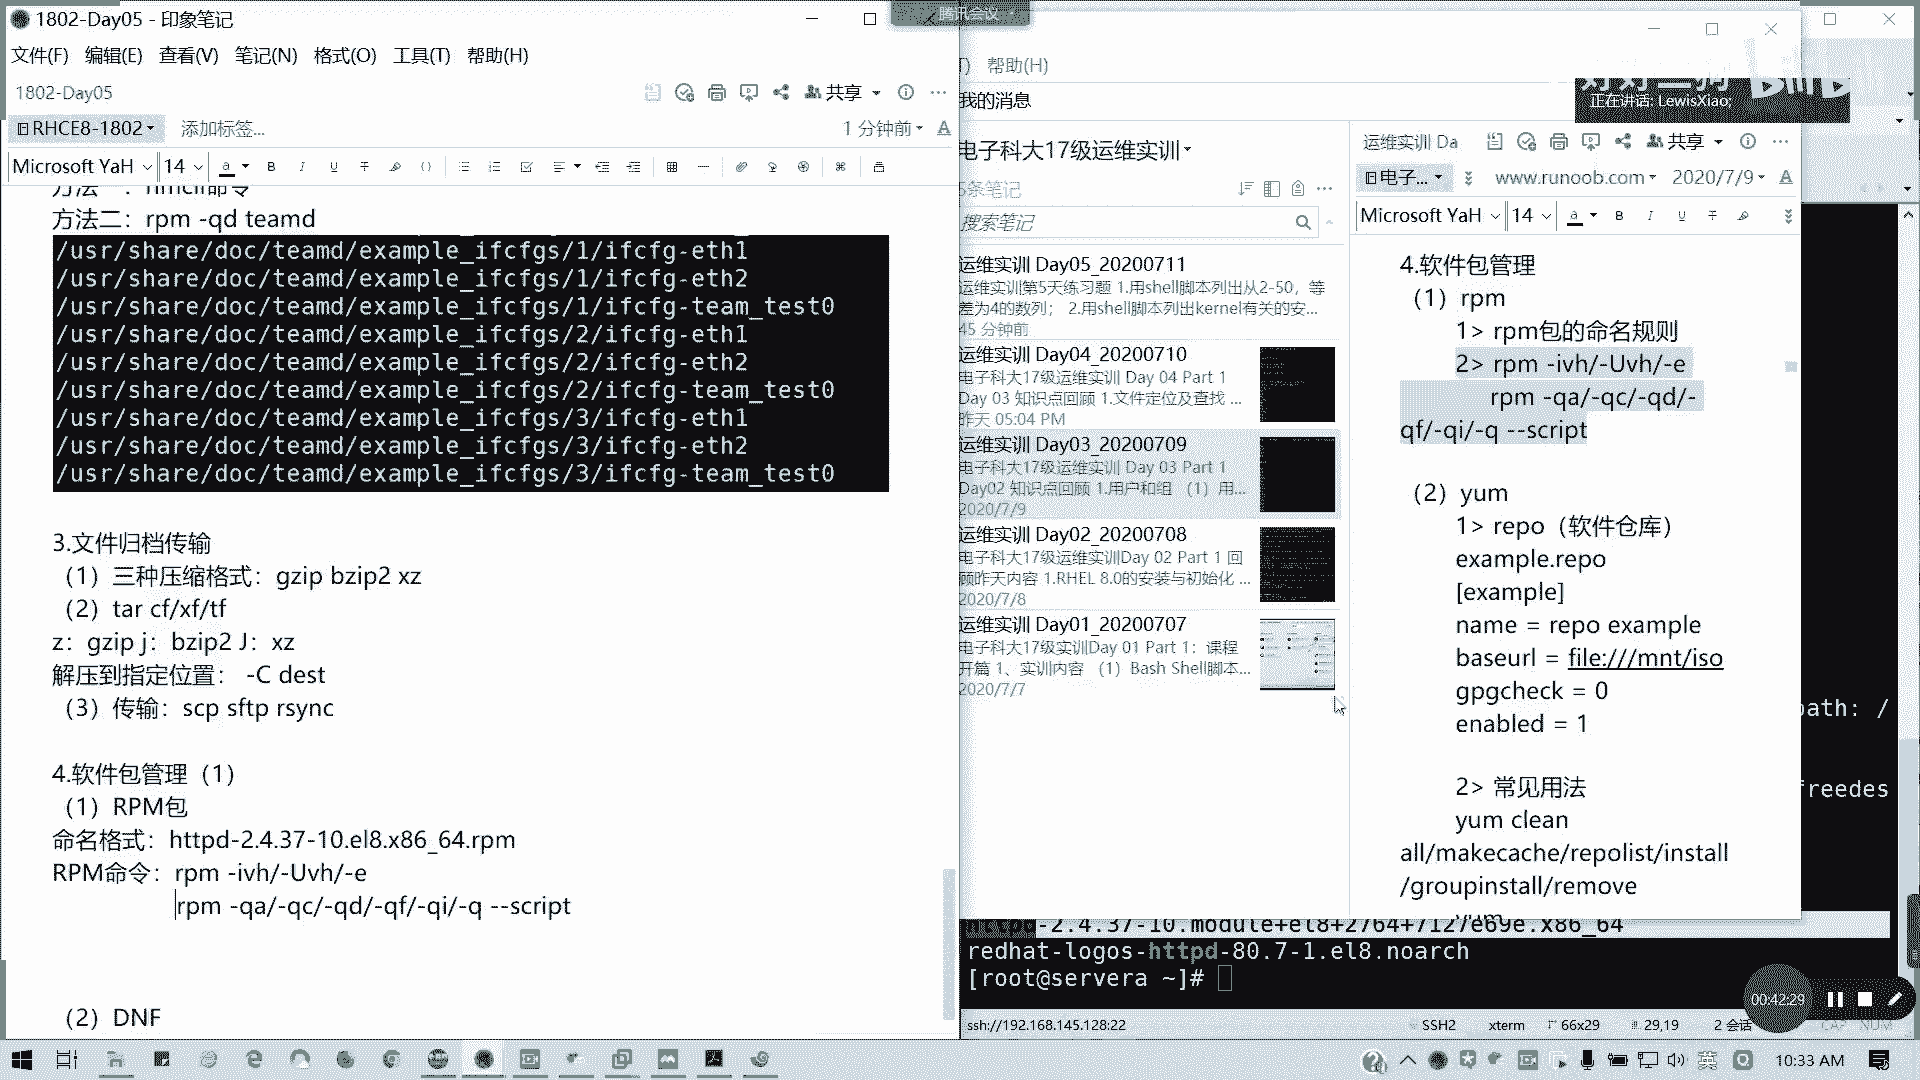 1802-Day05 - 印象笔记
文件(F) 编辑(E) 查看(V) 笔记(N) 格式(O) 工具(T) 帮助(H)
1802-Day05
共享
RHCE8-1802
添加标签...
1 分钟前
Microsoft YaH 14
方法二：rpm -qd teamd
/usr/share/doc/teamd/example_ifcfgs/1/ifcfg-eth1
/usr/share/doc/teamd/example_ifcfgs/1/ifcfg-eth2
/usr/share/doc/teamd/example_ifcfgs/1/ifcfg-team_test0
/usr/share/doc/teamd/example_ifcfgs/2/ifcfg-eth1
/usr/share/doc/teamd/example_ifcfgs/2/ifcfg-eth2
/usr/share/doc/teamd/example_ifcfgs/2/ifcfg-team_test0
/usr/share/doc/teamd/example_ifcfgs/3/ifcfg-eth1
/usr/share/doc/teamd/example_ifcfgs/3/ifcfg-eth2
/usr/share/doc/teamd/example_ifcfgs/3/ifcfg-team_test0
3.文件归档传输
（1）三种压缩格式：gzip bzip2 xz
（2）tar cf/xf/tf
z：gzip j：bzip2 J：xz
解压到指定位置： -C dest
（3）传输：scp sftp rsync
4.软件包管理（1）
（1）RPM包
命名格式：httpd-2.4.37-10.el8.x86_64.rpm
RPM命令：rpm -ivh/-Uvh/-e
rpm -qa/-qc/-qd/-qf/-qi/-q --script
（2）DNF
腾讯会议
帮助(H)
我的消息
正在讲话: LewisXiao;
电子科大17级运维实训
5条笔记
搜索笔记
运维实训 Day05_20200711
运维实训第5天练习题 1.用shell脚本列出从2-50，等
差为4的数列； 2.用shell脚本列出kernel有关的安...
45 分钟前
运维实训 Day04_20200710
电子科大17级运维实训 Day 04 Part 1
Day 03 知识点回顾 1.文件定位及查找 ...
昨天 05:04 PM
运维实训 Day03_20200709
电子科大17级运维实训 Day 03 Part 1
Day02 知识点回顾 1.用户和组 （1）用...
2020/7/9
运维实训 Day02_20200708
电子科大17级运维实训Day 02 Part 1 回
顾昨天内容 1.RHEL 8.0的安装与初始化 ...
2020/7/8
运维实训 Day01_20200707
电子科大17级实训Day 01 Part 1：课程
开篇 1、实训内容 （1）Bash Shell脚本...
2020/7/7
运维实训 Da
共享
电子...
www.runoob.com 2020/7/9
Microsoft YaH 14
4.软件包管理
（1）rpm
1> rpm包的命名规则
2> rpm -ivh/-Uvh/-e
rpm -qa/-qc/-qd/-
qf/-qi/-q --script
（2）yum
1> repo（软件仓库）
example.repo
[example]
name = repo example
baseurl = file:///mnt/iso
gpgcheck = 0
enabled = 1
2> 常见用法
yum clean
all/makecache/repolist/install
/groupinstall/remove
yum
path: /
freedes
httpd-2.4.37-10.module+el8+2764+7127e69e.x86_64
redhat-logos-httpd-80.7-1.el8.noarch
[root@servera ~]#
00:42:29
ssh://192.168.145.128:22 SSH2 xterm 66x29 29,19 2 会话 CAP NUM
英
10:33 AM